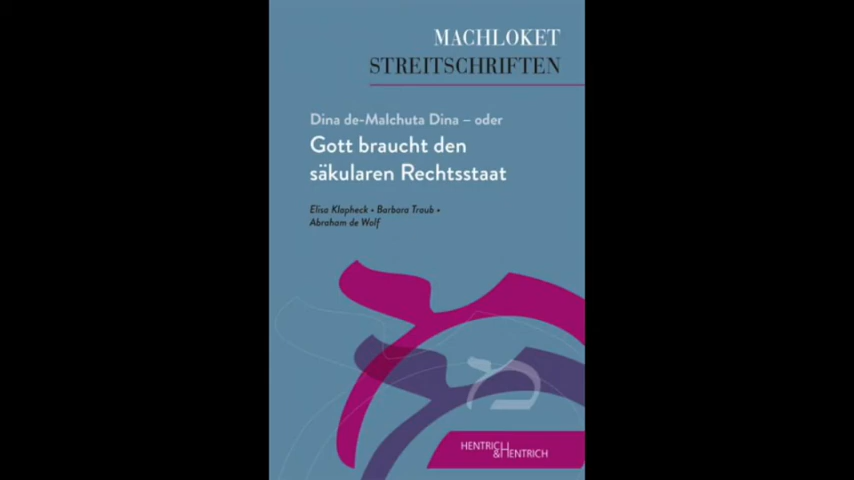 MACHLOKET
STREITSCHRIFTEN
Dina de-Malchuta Dina – oder
Gott braucht den
säkularen Rechtsstaat
Elisa Klapheck • Barbara Traub •
Abraham de Wolf
מ
HENTRICH
&HENTRICH